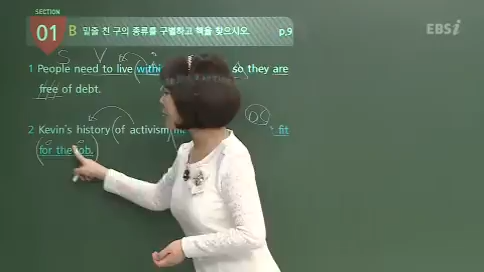 SECTION
01 B 밑줄 친 구의 종류를 구별하고 핵을 찾으시오. p.9
EBSi
S V
1 People need to live within so they are
free of debt.
OC
2 Kevin's history of activism fit
for the job.